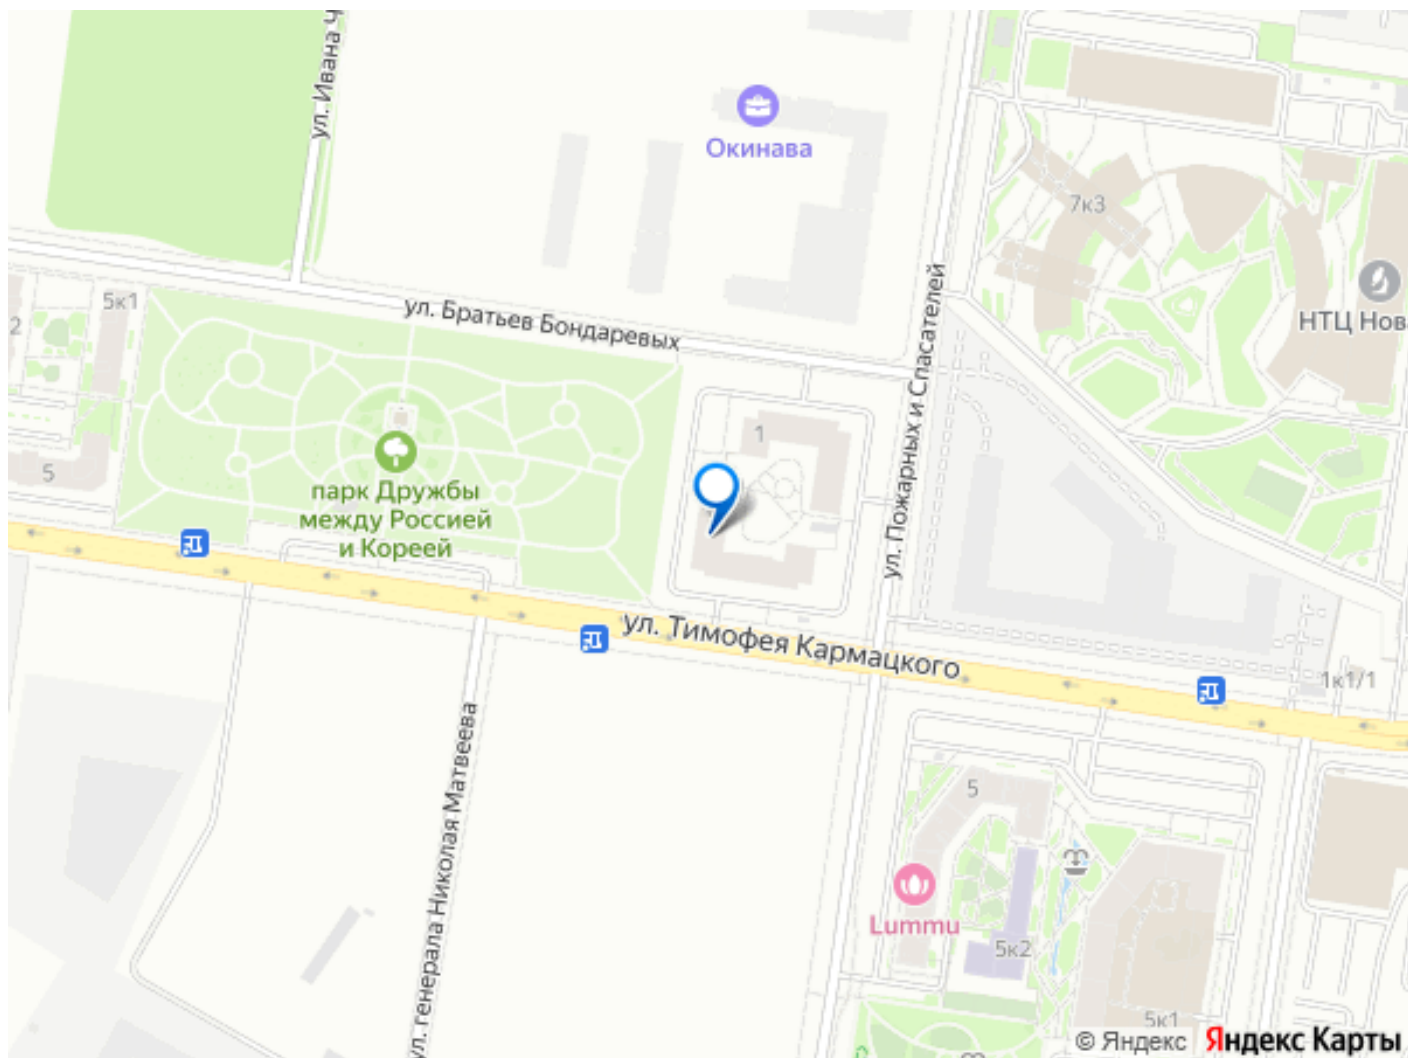 ул. Ивана
Окинава
7к3
НТЦ Нов
5к1
2
ул. Братьев Бондаревых
ул. Пожарных и Спасателей
1
5
парк Дружбы
между Россией
и Кореей
ул. Тимофея Кармацкого
1к1/1
ул. генерала Николая Матвеева
5
Lummu
5к2
5к1
© Яндекс Яндекс Карты